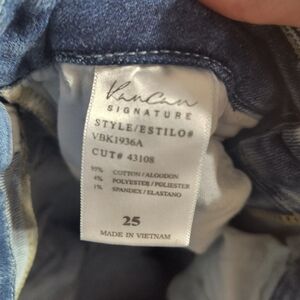 KanCan
SIGNATURE
STYLE/ESTILO#
VBK1936A
CUT# 43108
95% COTTON/ALGODON
4% POLYESTER/POLIESTER
1% SPANDEX/ELASTANO
25
MADE IN VIETNAM